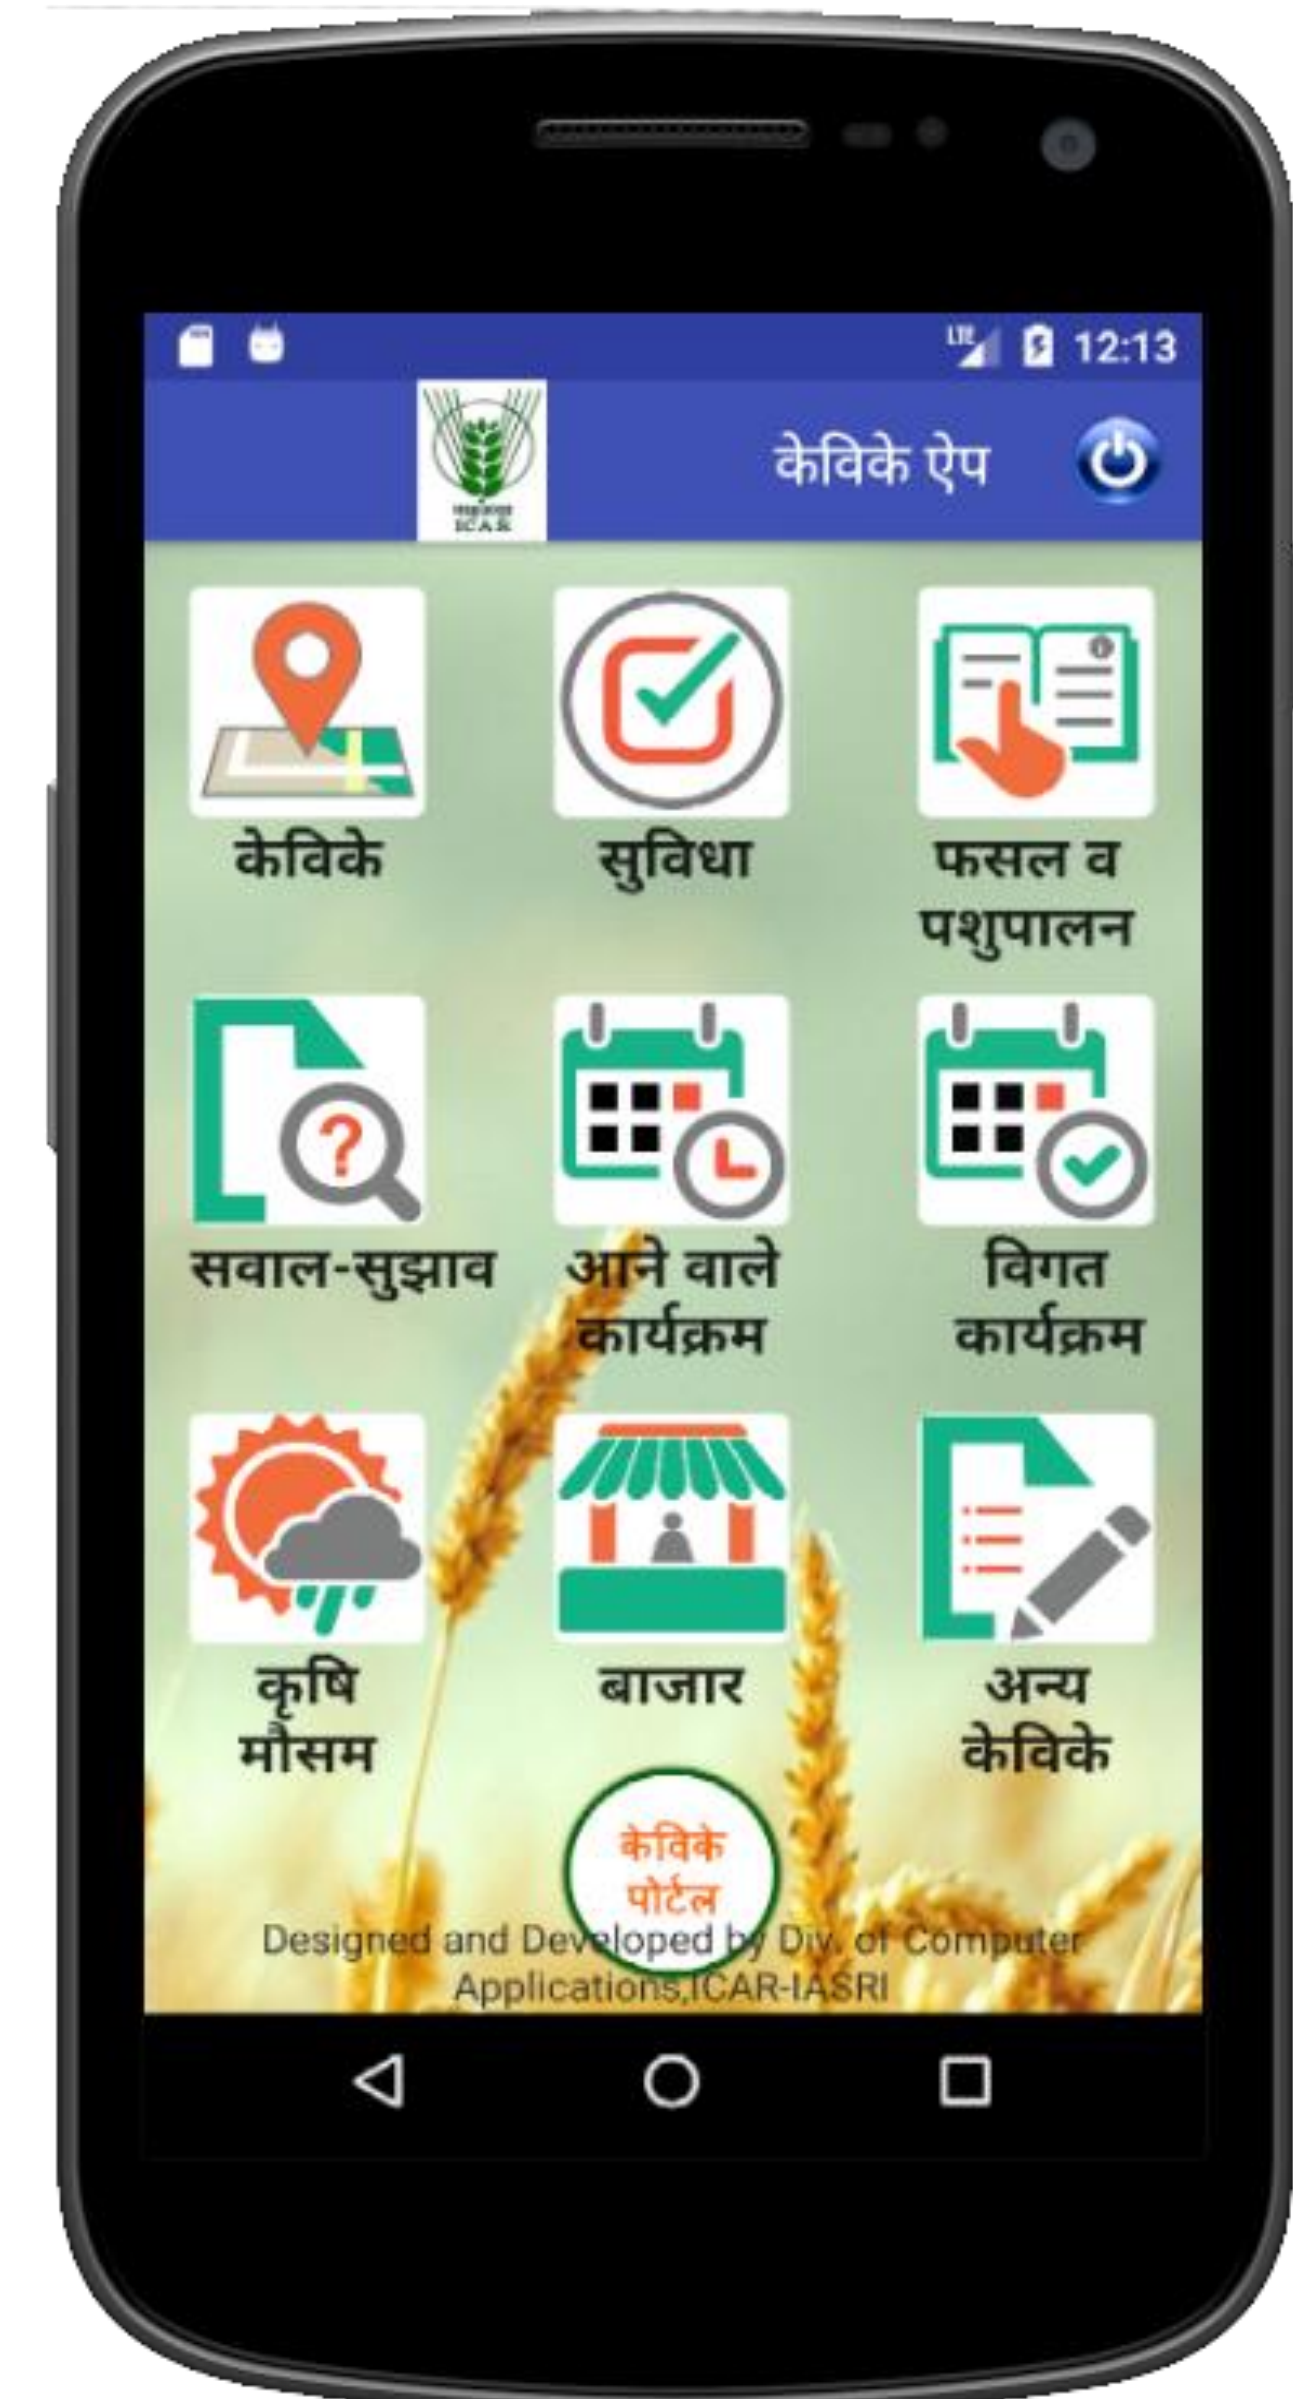 LTE 12:13
केविके ऐप
ICAR
केविके
सुविधा
फसल व
पशुपालन
सवाल-सुझाव
आने वाले
कार्यक्रम
विगत
कार्यक्रम
कृषि
मौसम
बाजार
अन्य
केविके
केविके
पोर्टल
Designed and Developed by Div. of Computer
Applications,ICAR-IASRI